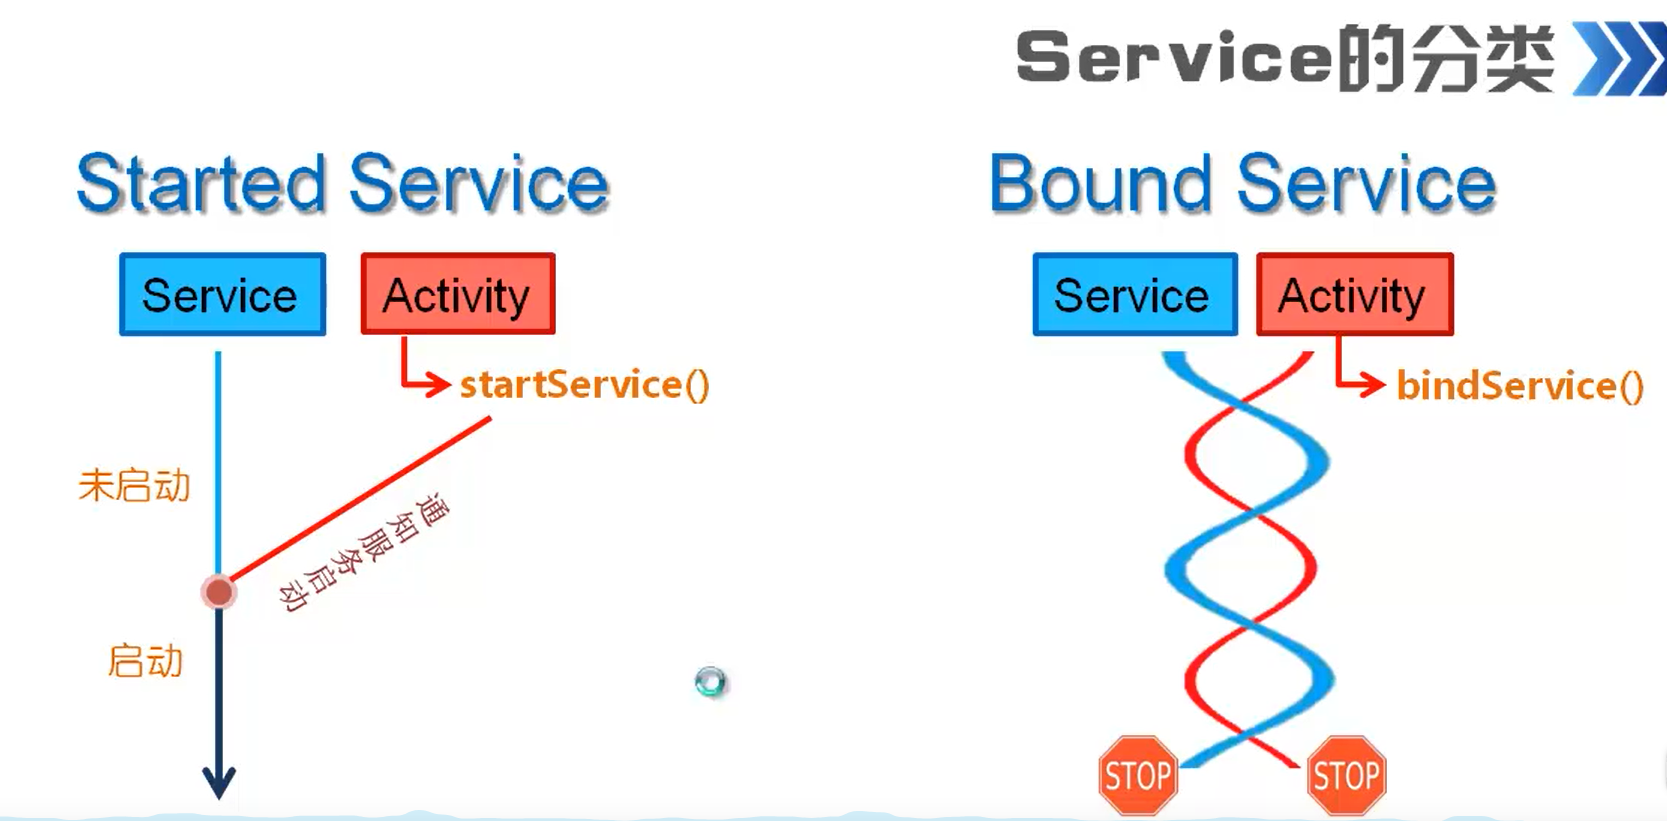 Service的分类
Started Service
Service
Activity
startService()
未启动
通知服务启动
启动
Bound Service
Service
Activity
bindService()
STOP
STOP